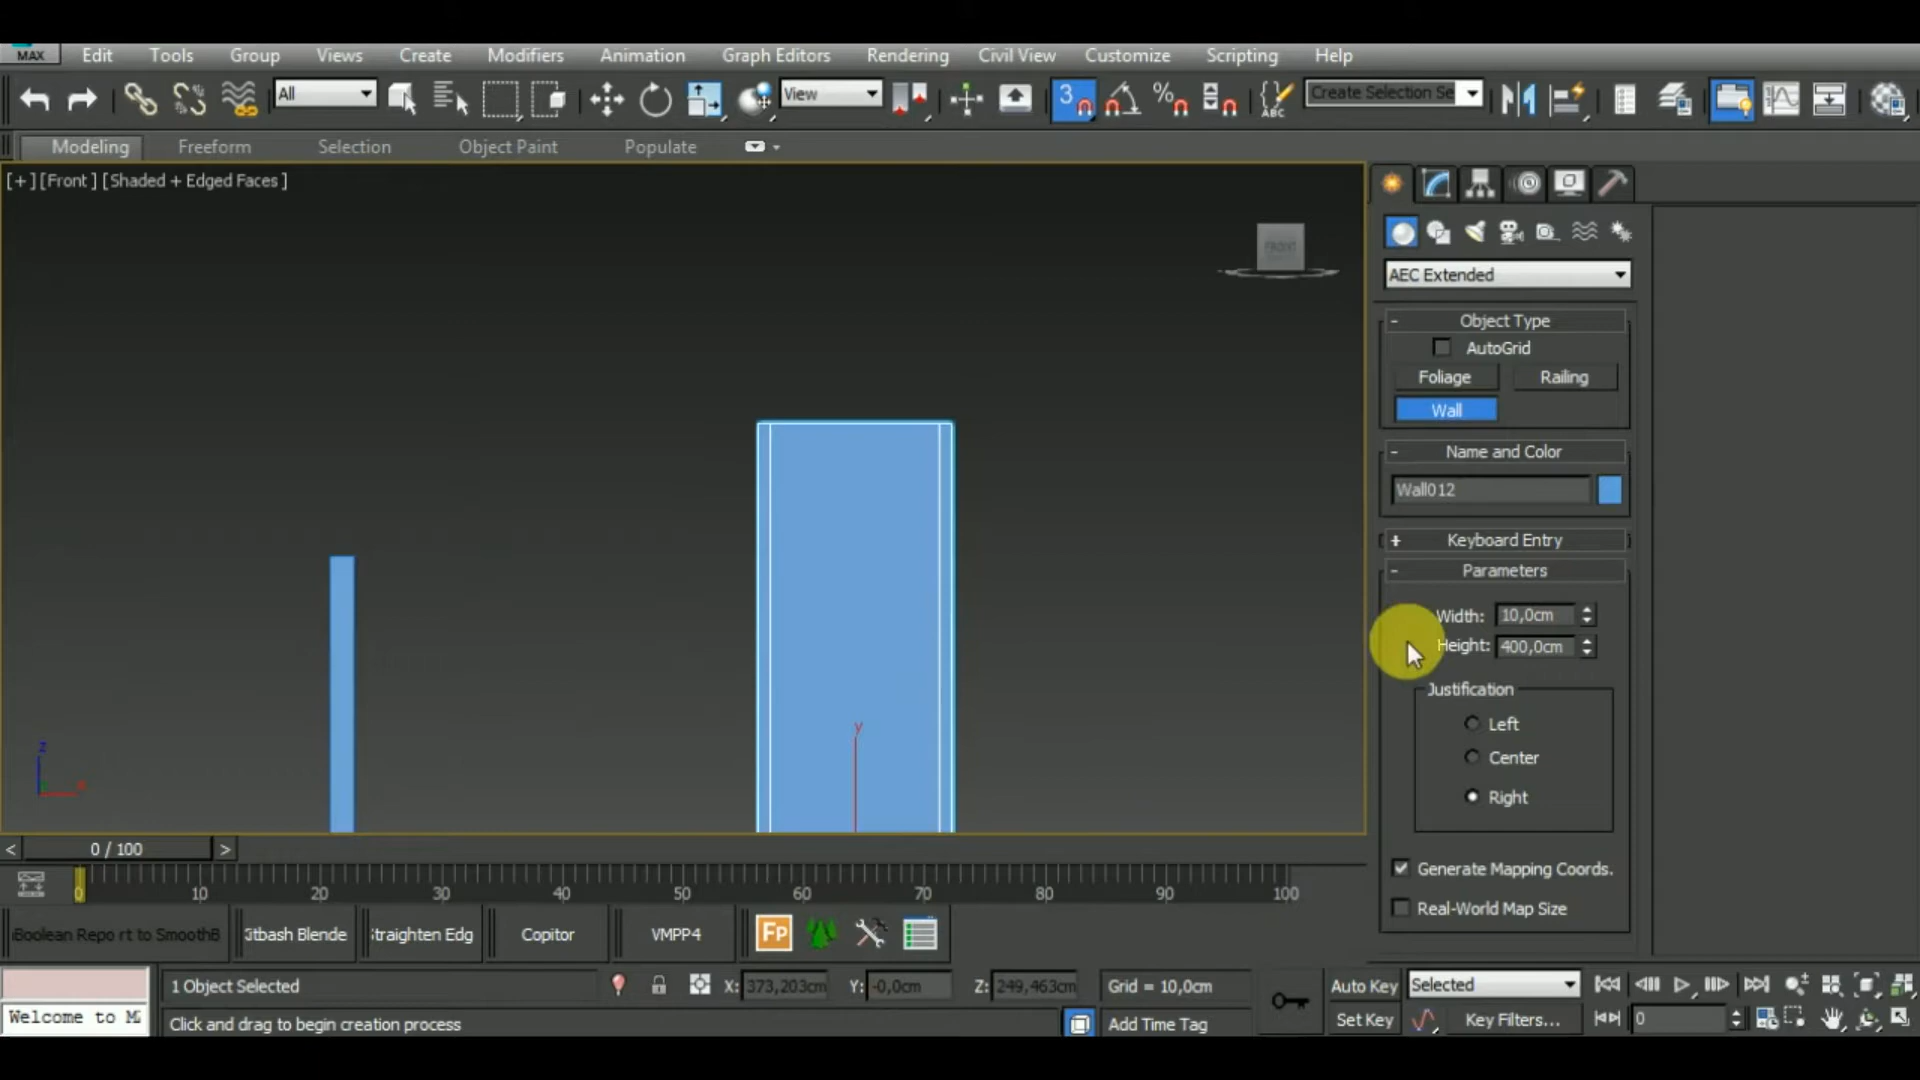 MAX Edit Tools Group Views Create Modifiers Animation Graph Editors Rendering Civil View Customize Scripting Help
All View 3 % ABC Create Selection Se
Modeling Freeform Selection Object Paint Populate
[+] [Front] [Shaded + Edged Faces]
FRONT
AEC Extended
- Object Type
AutoGrid
Foliage Railing
Wall
- Name and Color
Wall012
+ Keyboard Entry
- Parameters
Width: 10,0cm
Height: 400,0cm
Justification
Left
Center
Right
Generate Mapping Coords.
Real-World Map Size
y
z
< 0 / 100 >
0 10 20 30 40 50 60 70 80 90 100
Boolean Repo rt to SmoothB itbash Blende traighten Edg Copitor VMPP4 FP
1 Object Selected X: 373,203cm Y: -0,0cm Z: 249,463cm Grid = 10,0cm Auto Key Selected
Welcome to M Click and drag to begin creation process Add Time Tag Set Key Key Filters... 0